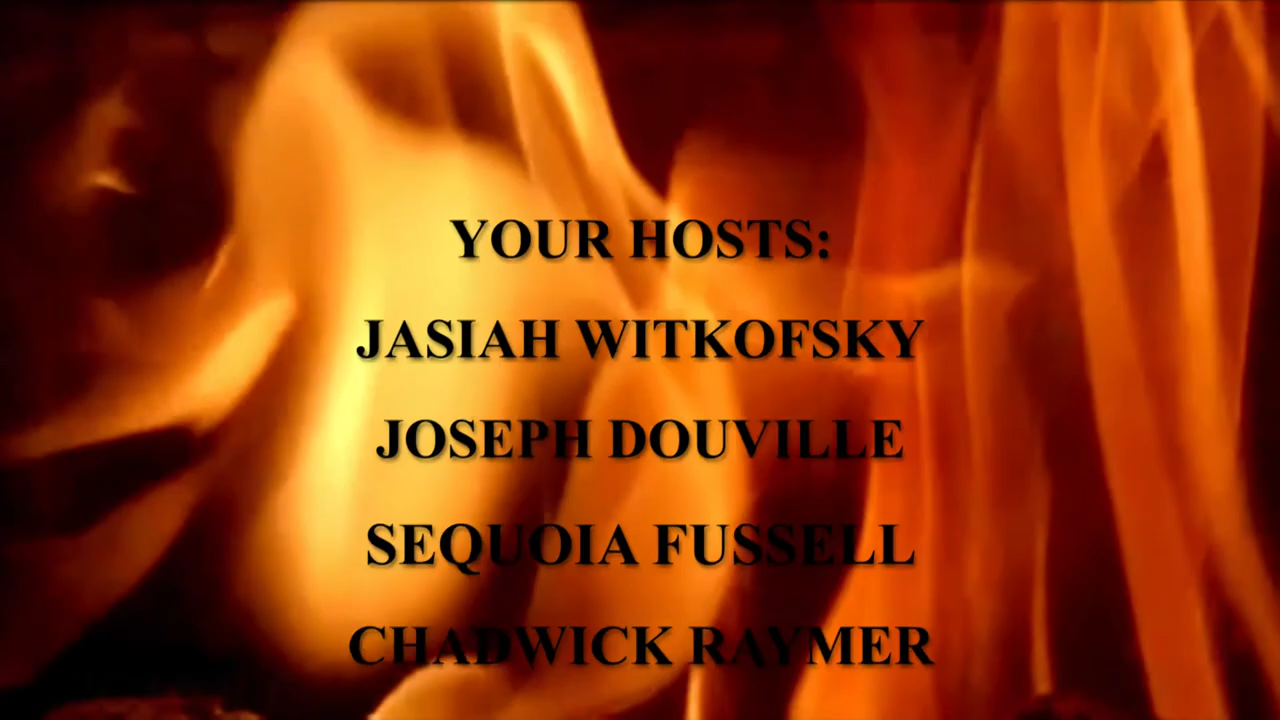 YOUR HOSTS:
JASIAH WITKOFSKY
JOSEPH DOUVILLE
SEQUOIA FUSSELL
CHADWICK RAYMER